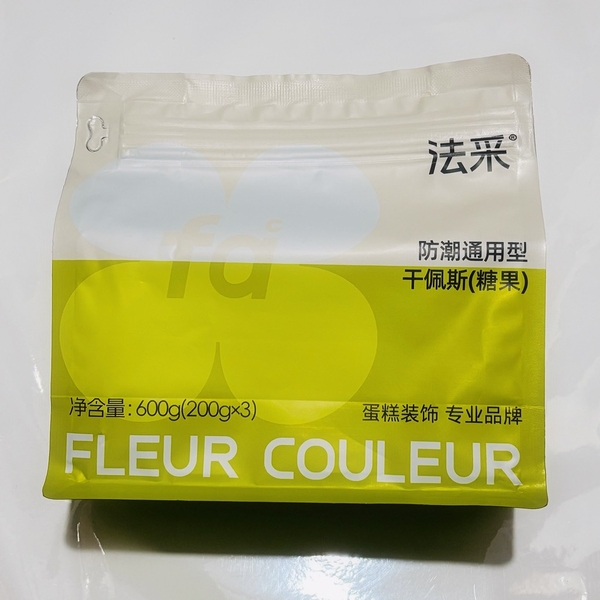 法采®
fa
防潮通用型
干佩斯(糖果)
净含量:600g(200g×3)
蛋糕装饰 专业品牌
FLEUR COULEUR